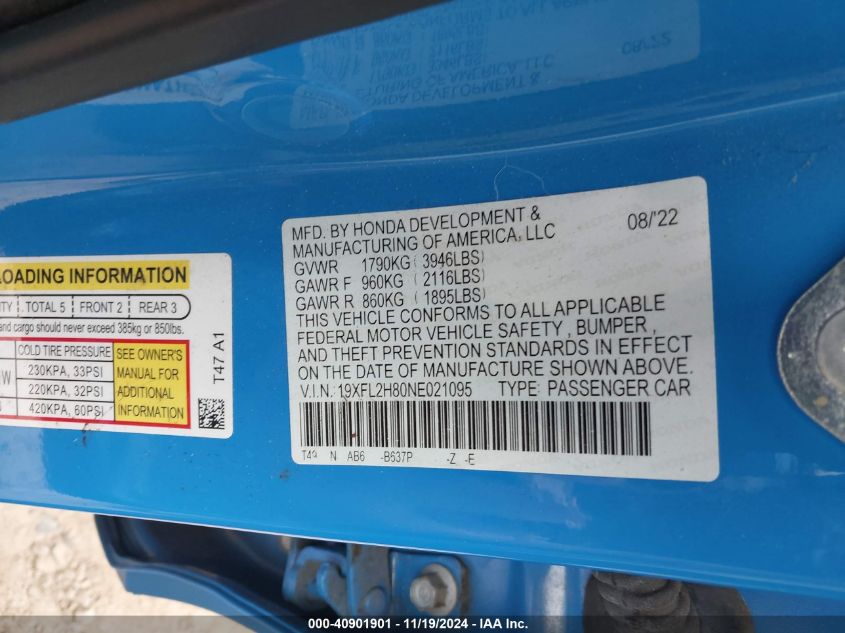 MFD. BY HONDA DEVELOPMENT & 08/'22
MANUFACTURING OF AMERICA, LLC
GVWR 1790KG ( 3946LBS)
GAWR F 960KG ( 2116LBS)
GAWR R 860KG ( 1895LBS)
THIS VEHICLE CONFORMS TO ALL APPLICABLE
FEDERAL MOTOR VEHICLE SAFETY , BUMPER ,
AND THEFT PREVENTION STANDARDS IN EFFECT
ON THE DATE OF MANUFACTURE SHOWN ABOVE.
V.I.N. 19XFL2H80NE021095 TYPE: PASSENGER CAR
N AB6 -B637P -Z -E
LOADING INFORMATION
TOTAL 5 FRONT 2 REAR 3
and cargo should never exceed 385kg or 850lbs.
COLD TIRE PRESSURE
230KPA, 33PSI
220KPA, 32PSI
420KPA, 60PSI
SEE OWNER'S
MANUAL FOR
ADDITIONAL
INFORMATION
T47 A1
000-40901901 - 11/19/2024 - IAA Inc.